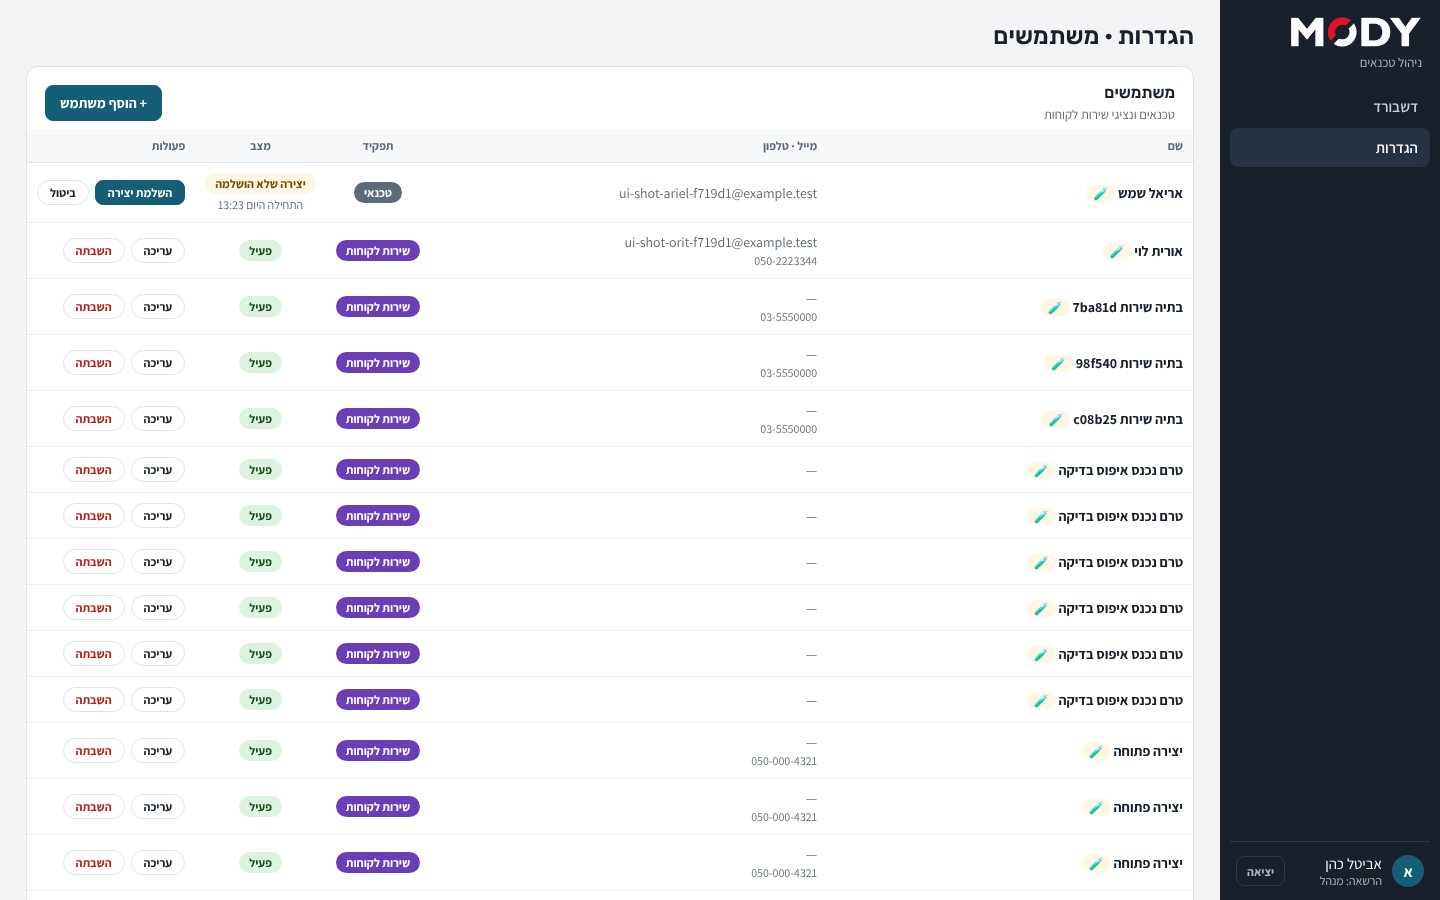 MODY
ניהול טכנאים
דשבורד
הגדרות
אביטל כהן
הרשאה: מנהל
א
יציאה
הגדרות • משתמשים
משתמשים
טכנאים ונציגי שירות לקוחות
+ הוסף משתמש
שם מייל · טלפון תפקיד מצב פעולות
אריאל שמש ui-shot-ariel-f719d1@example.test טכנאי יצירה שלא הושלמה השלמת יצירה ביטול
התחילה היום 13:23
אורית לוי ui-shot-orit-f719d1@example.test שירות לקוחות פעיל עריכה השבתה
050-2223344
בתיה שירות 7ba81d — שירות לקוחות פעיל עריכה השבתה
03-5550000
בתיה שירות 98f540 — שירות לקוחות פעיל עריכה השבתה
03-5550000
בתיה שירות c08b25 — שירות לקוחות פעיל עריכה השבתה
03-5550000
טרם נכנס איפוס בדיקה — שירות לקוחות פעיל עריכה השבתה
טרם נכנס איפוס בדיקה — שירות לקוחות פעיל עריכה השבתה
טרם נכנס איפוס בדיקה — שירות לקוחות פעיל עריכה השבתה
טרם נכנס איפוס בדיקה — שירות לקוחות פעיל עריכה השבתה
טרם נכנס איפוס בדיקה — שירות לקוחות פעיל עריכה השבתה
טרם נכנס איפוס בדיקה — שירות לקוחות פעיל עריכה השבתה
יצירה פתוחה — שירות לקוחות פעיל עריכה השבתה
050-000-4321
יצירה פתוחה — שירות לקוחות פעיל עריכה השבתה
050-000-4321
יצירה פתוחה — שירות לקוחות פעיל עריכה השבתה
050-000-4321